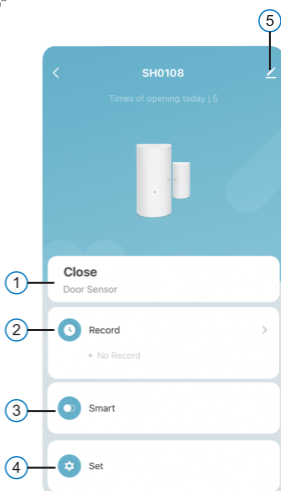 5
SH0108
Times of opening today | 5
Close
Door Sensor
1
2
Record
• No Record
3
Smart
4
Set